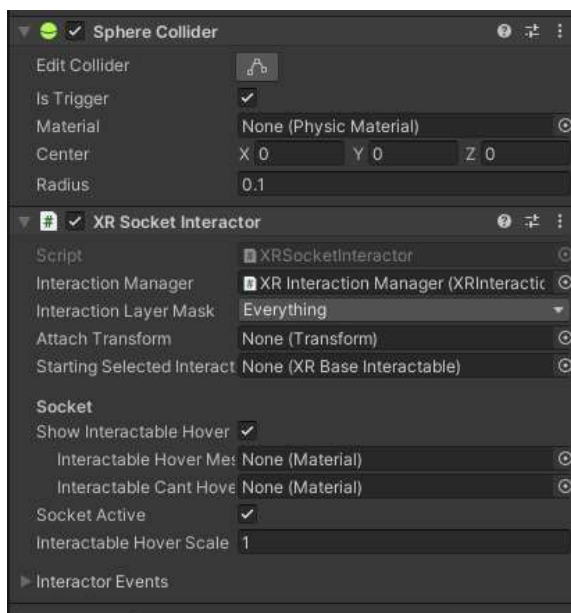 Sphere Collider
Edit Collider
Is Trigger
Material None (Physic Material)
Center X 0 Y 0 Z 0
Radius 0.1
# XR Socket Interactor
Script # XRSocketInteractor
Interaction Manager # XR Interaction Manager (XRInteractic
Interaction Layer Mask Everything
Attach Transform None (Transform)
Starting Selected Interact None (XR Base Interactable)
Socket
Show Interactable Hover
Interactable Hover Mes None (Material)
Interactable Cant Hove None (Material)
Socket Active
Interactable Hover Scale 1
Interactor Events